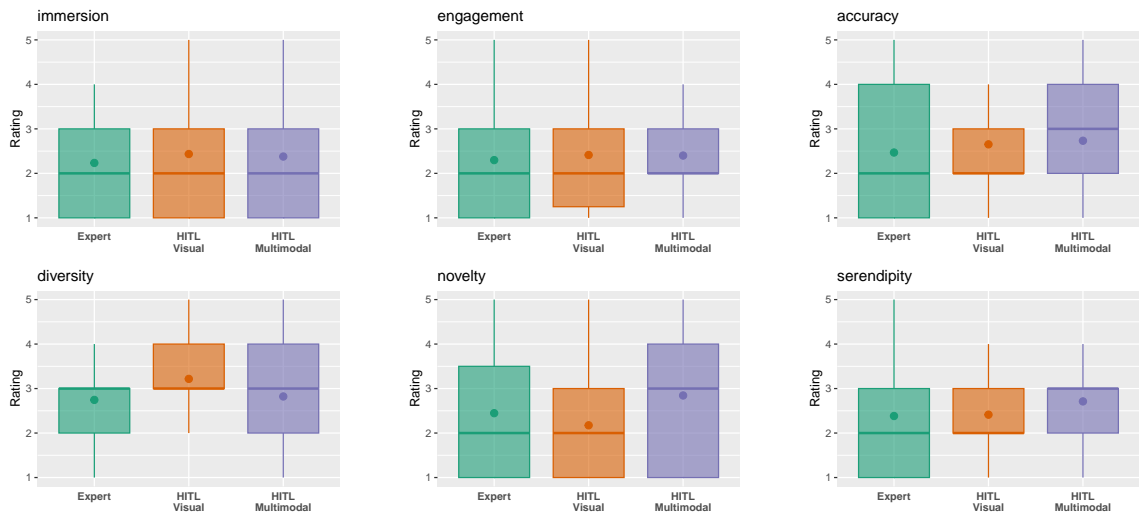 immersion
5
4
3
2
1
Rating
Expert
HITL
Visual
HITL
Multimodal
engagement
5
4
3
2
1
Rating
Expert
HITL
Visual
HITL
Multimodal
accuracy
5
4
3
2
1
Rating
Expert
HITL
Visual
HITL
Multimodal
diversity
5
4
3
2
1
Rating
Expert
HITL
Visual
HITL
Multimodal
novelty
5
4
3
2
1
Rating
Expert
HITL
Visual
HITL
Multimodal
serendipity
5
4
3
2
1
Rating
Expert
HITL
Visual
HITL
Multimodal